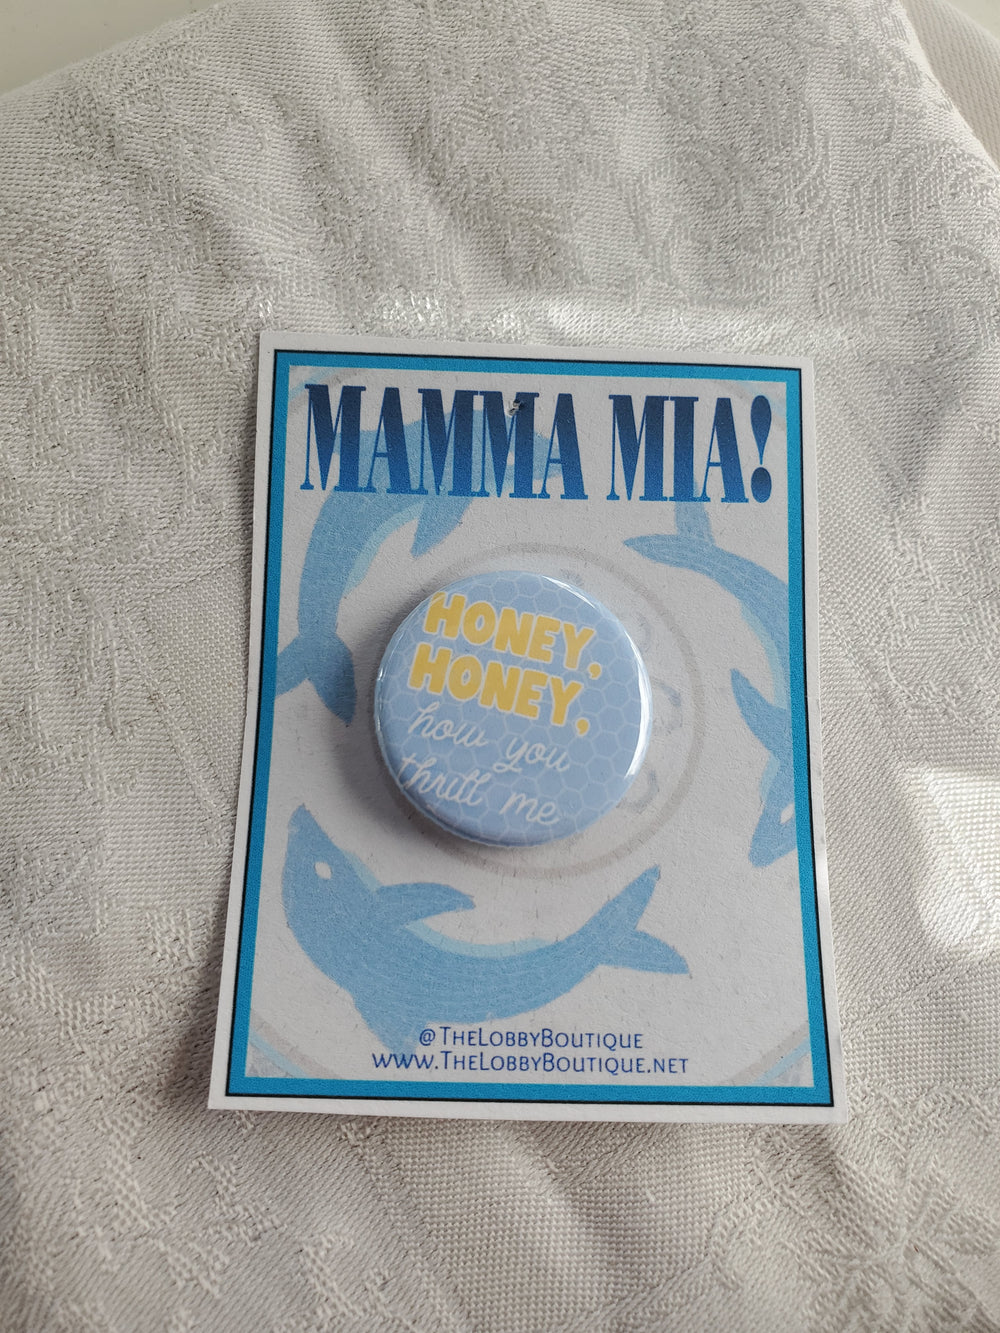 MAMMA MIA!
HONEY,
HONEY,
how you
thrill me
@TheLobbyBoutique
www.TheLobbyBoutique.net